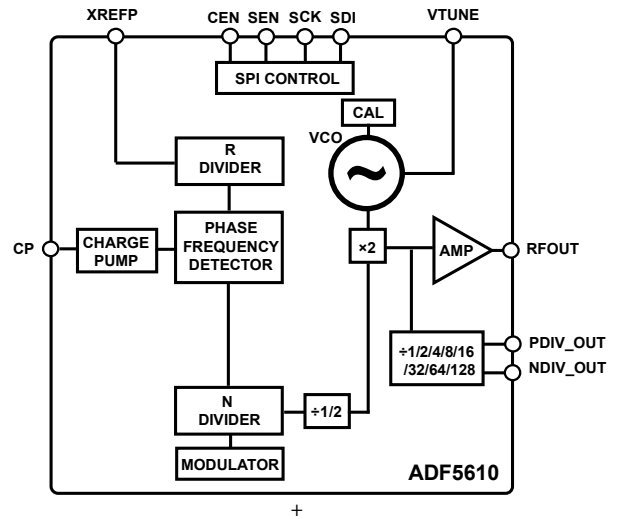 XREFP
CEN SEN SCK SDI
VTUNE
SPI CONTROL
CAL
VCO
R
DIVIDER
PHASE
FREQUENCY
DETECTOR
CP
CHARGE
PUMP
×2
AMP
RFOUT
÷1/2/4/8/16
/32/64/128
PDIV_OUT
NDIV_OUT
N
DIVIDER
÷1/2
MODULATOR
ADF5610
+